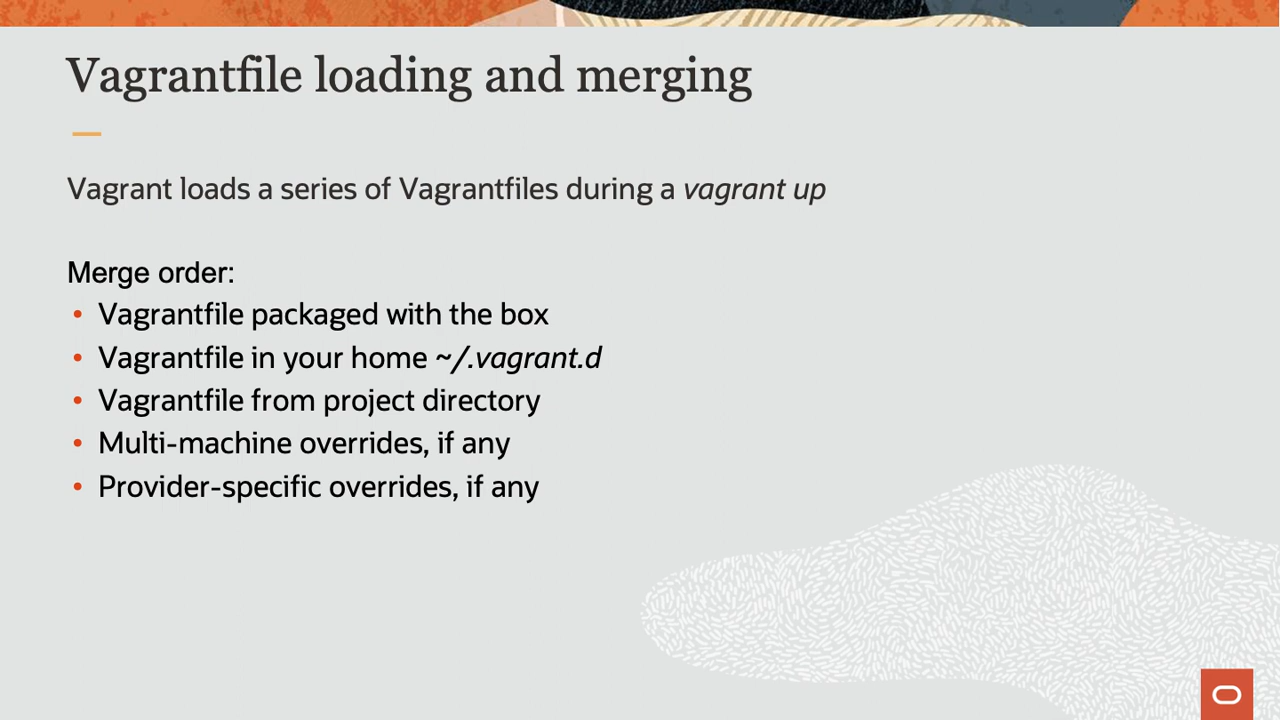 Vagrantfile loading and merging
Vagrant loads a series of Vagrantfiles during a vagrant up
Merge order:
• Vagrantfile packaged with the box
• Vagrantfile in your home ~/.vagrant.d
• Vagrantfile from project directory
• Multi-machine overrides, if any
• Provider-specific overrides, if any